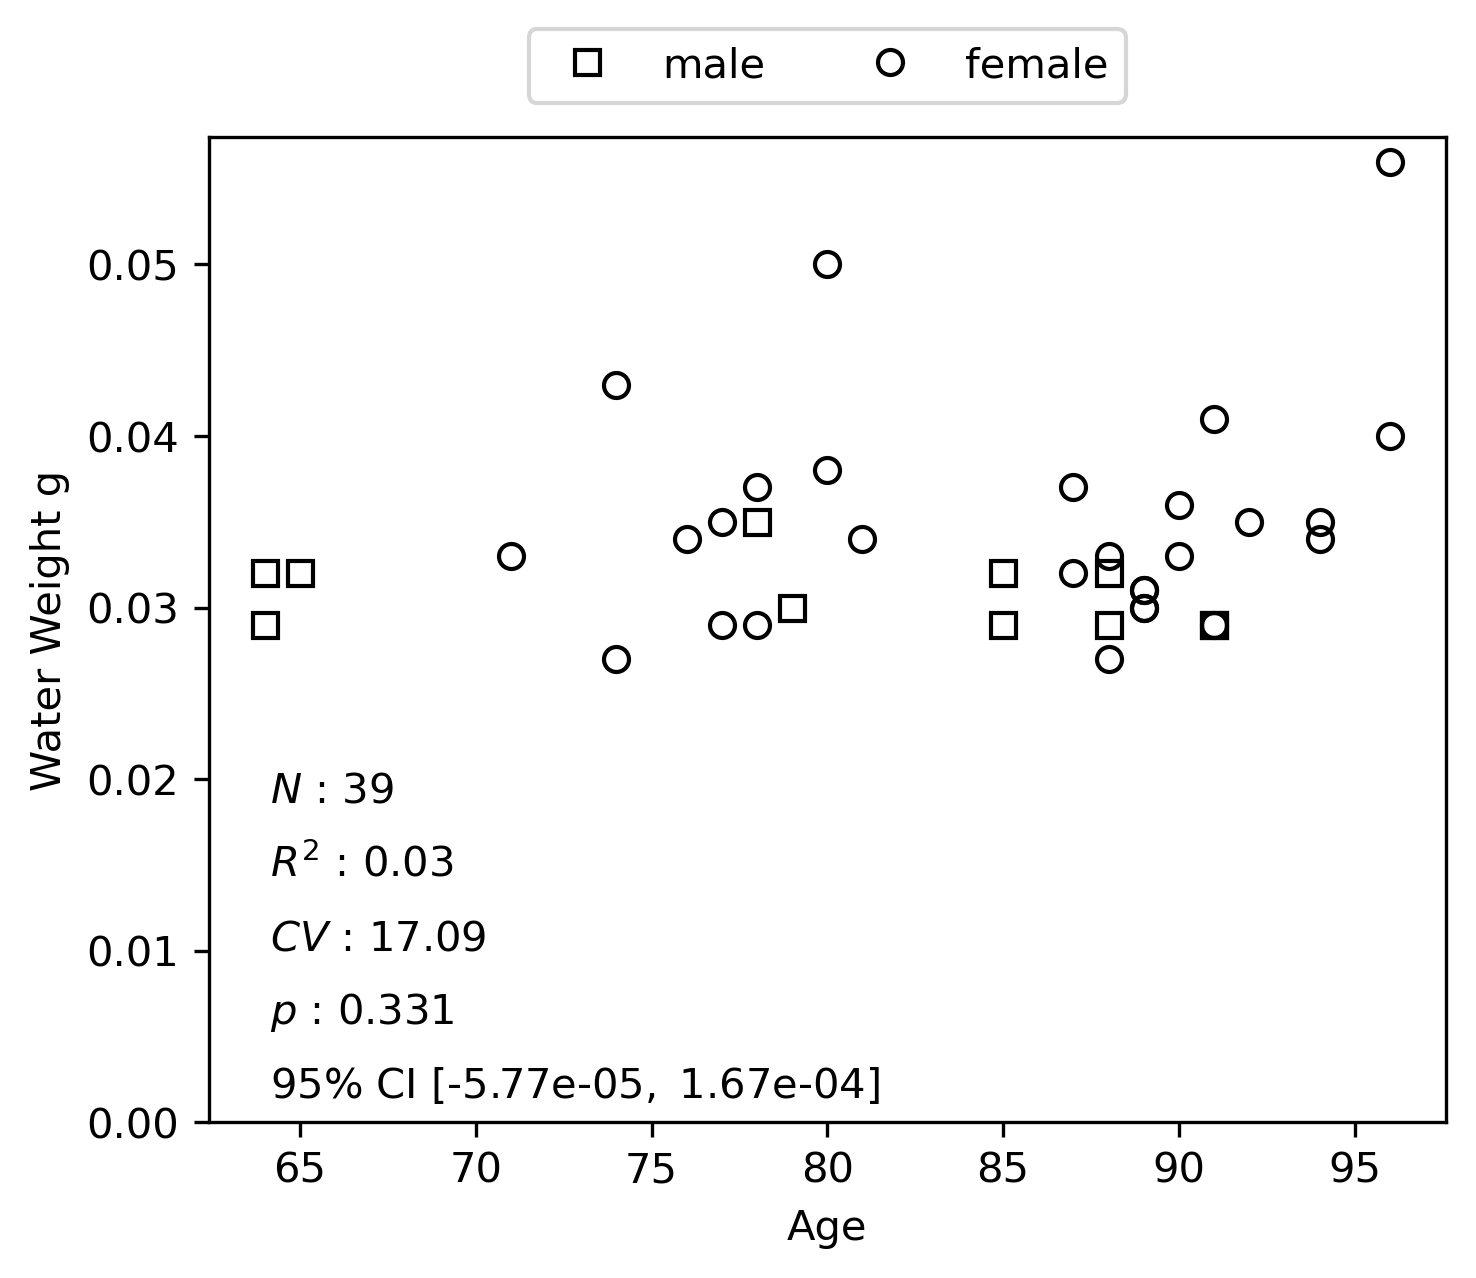 male female
0.05
0.04
0.03
0.02
0.01
0.00
Water Weight g
N : 39
R² : 0.03
CV : 17.09
p : 0.331
95% CI [-5.77e-05, 1.67e-04]
65 70 75 80 85 90 95
Age